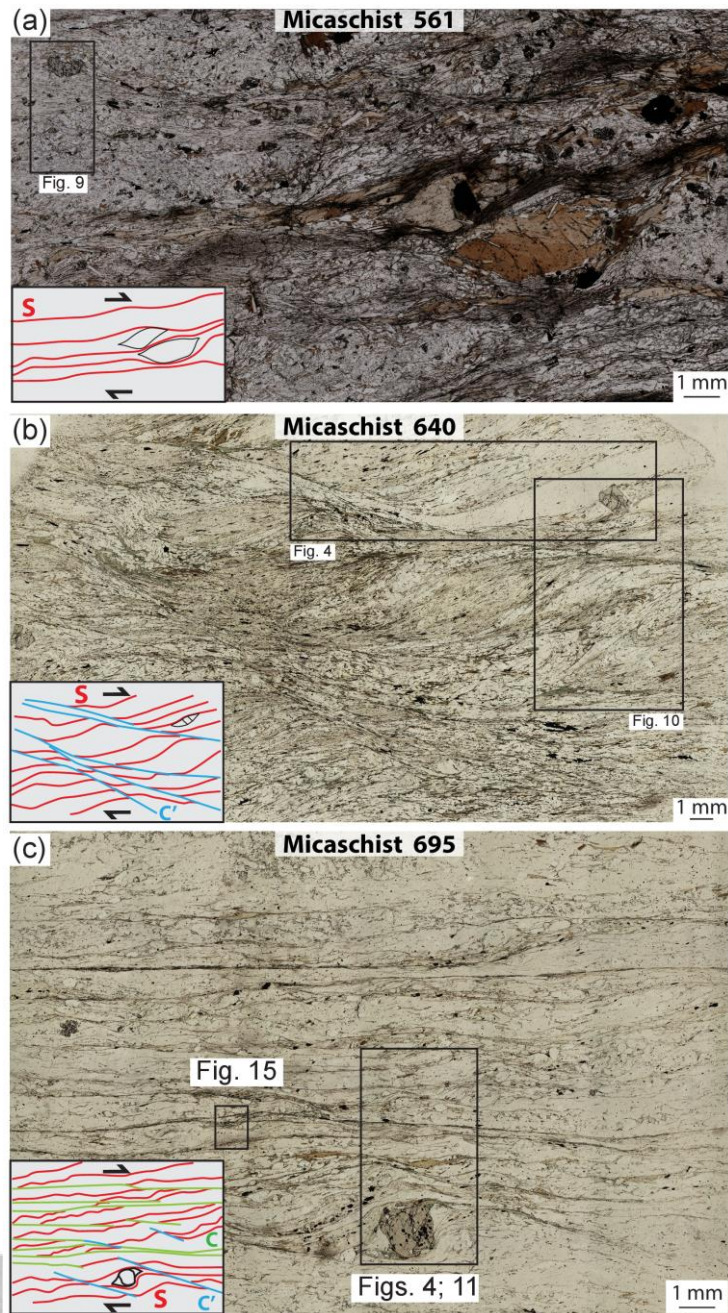 (a)
Micaschist 561
Fig. 9
S
1 mm
(b)
Micaschist 640
Fig. 4
S
Fig. 10
C'
1 mm
(c)
Micaschist 695
Fig. 15
C
S
C'
Figs. 4; 11
1 mm